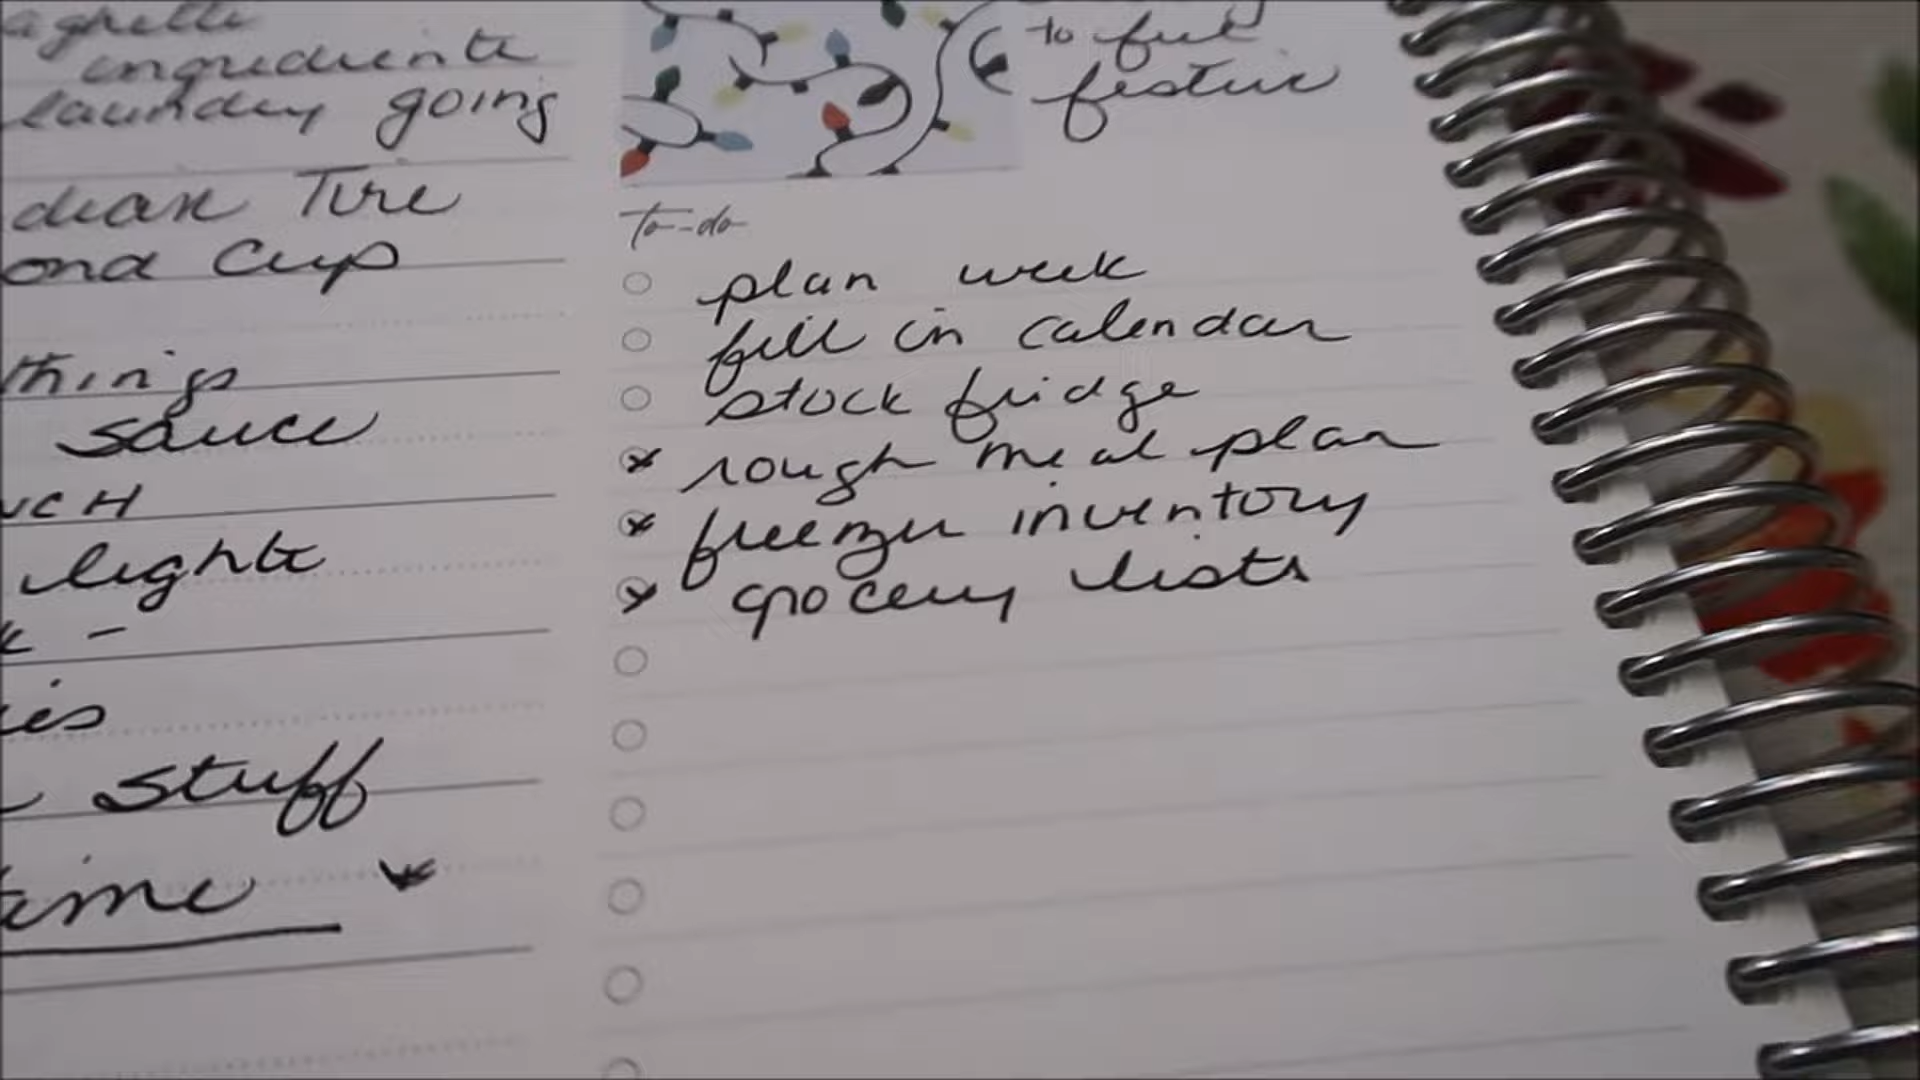 ingredients
laundry going
Tire
Cup
things
sauce
lights
stuff
time
to feel
festive
to-do
plan week
fill in calendar
stock fridge
rough meal plan
freezer inventory
grocery lists